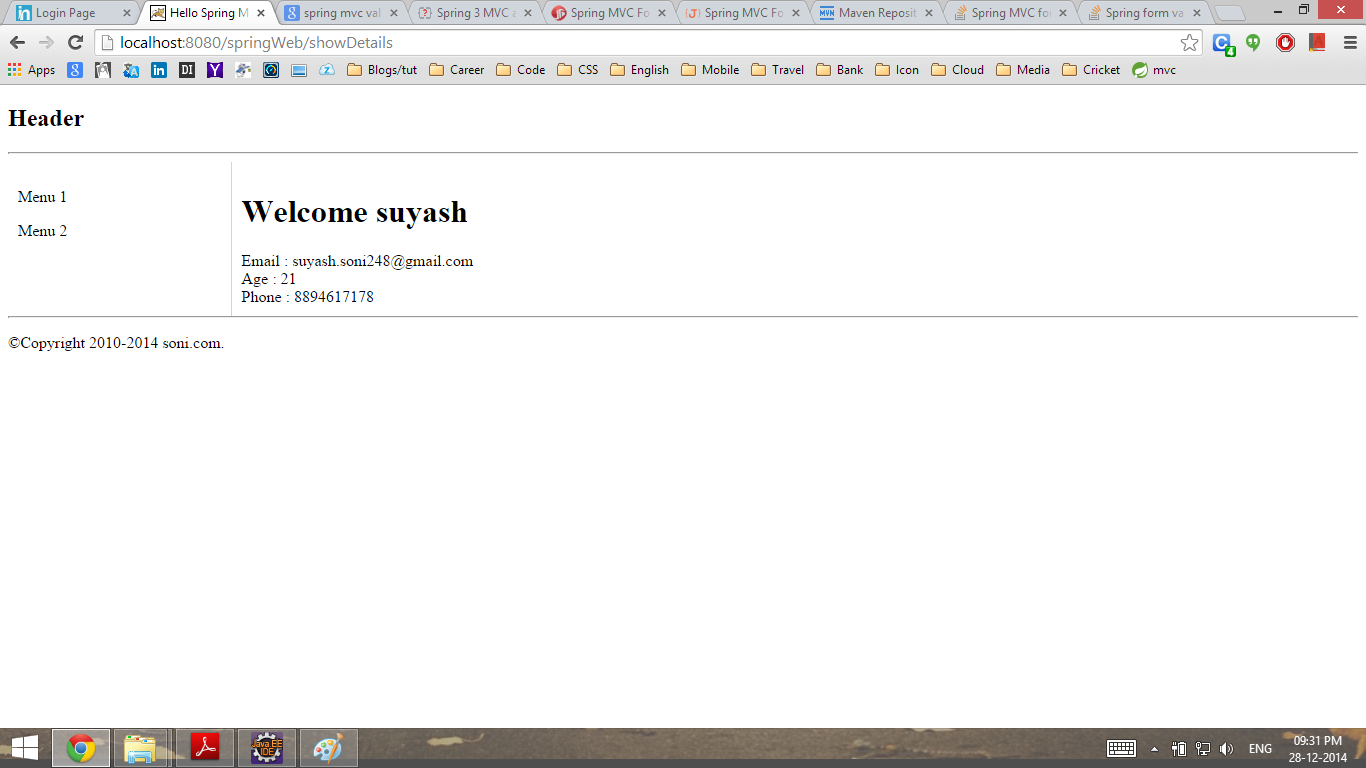 Login Page
Hello Spring M
spring mvc val
Spring 3 MVC a
Spring MVC Fo
Spring MVC Fo
Maven Reposit
Spring MVC fo
Spring form va
localhost:8080/springWeb/showDetails
Apps
Blogs/tut
Career
Code
CSS
English
Mobile
Travel
Bank
Icon
Cloud
Media
Cricket
mvc
Header
Menu 1
Menu 2
Welcome suyash
Email : suyash.soni248@gmail.com
Age : 21
Phone : 8894617178
©Copyright 2010-2014 soni.com.
Java EE
IDE
ENG
09:31 PM
28-12-2014